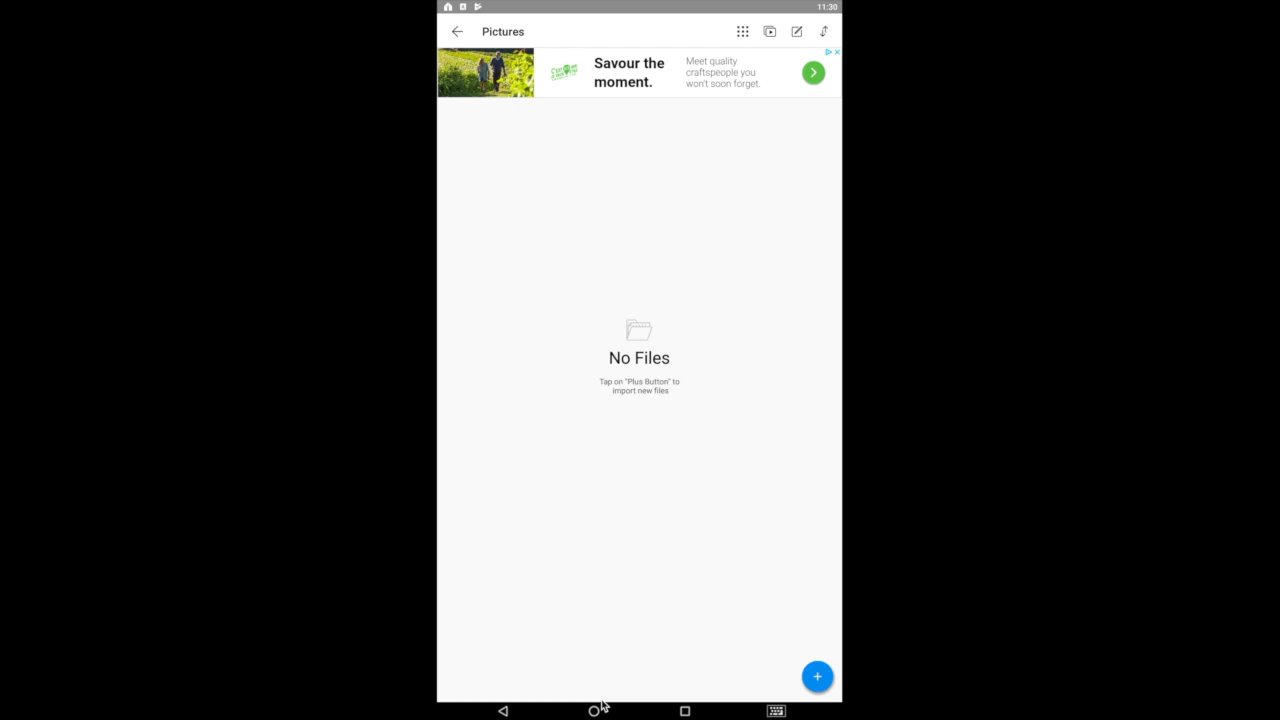 11:30
Pictures
Savour the
moment.
Meet quality
craftspeople you
won't soon forget.
No Files
Tap on "Plus Button" to
import new files